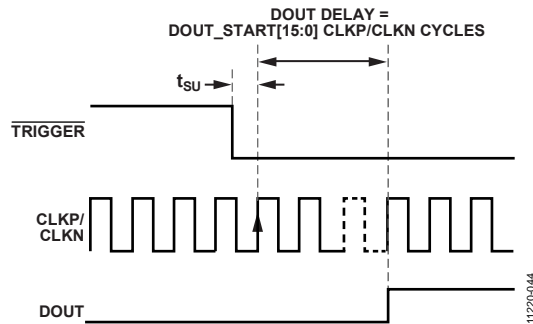 DOUT DELAY =
DOUT_START[15:0] CLKP/CLKN CYCLES
tSU
TRIGGER
CLKP/
CLKN
DOUT
11220-044